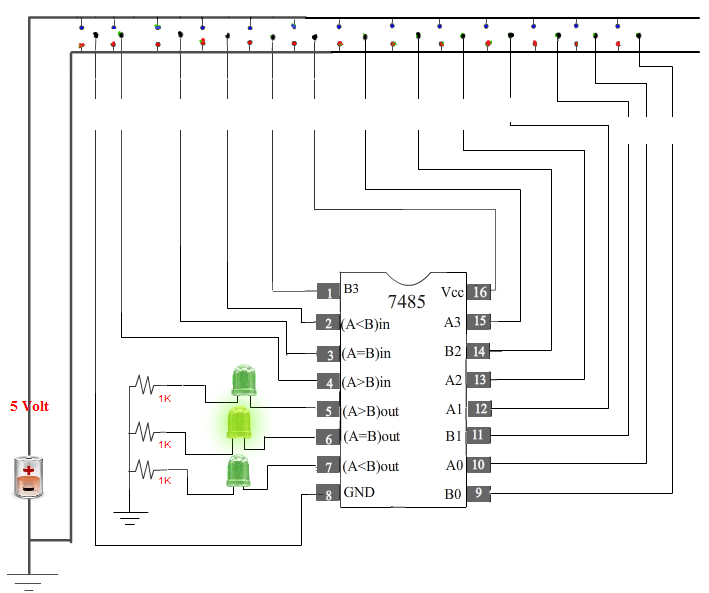 7485
1 B3
Vcc 16
2 (A<B)in
A3 15
3 (A=B)in
B2 14
4 (A>B)in
A2 13
5 (A>B)out
A1 12
6 (A=B)out
B1 11
7 (A<B)out
A0 10
8 GND
B0 9
1K
1K
1K
5 Volt
+